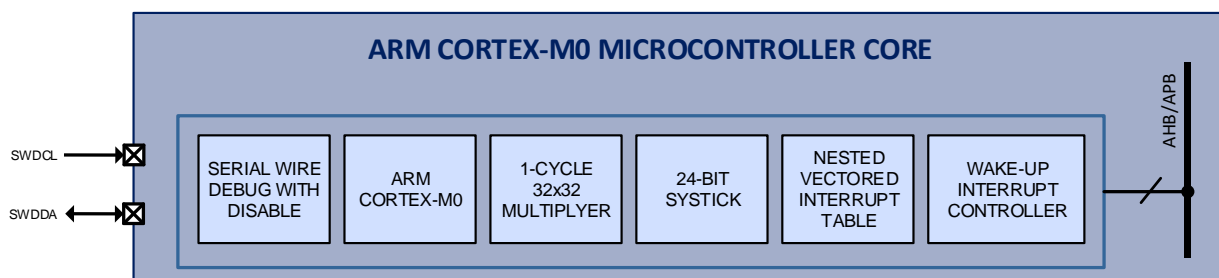 ARM CORTEX-M0 MICROCONTROLLER CORE
AHB/APB
SWDCL
SWDDA
SERIAL WIRE
DEBUG WITH
DISABLE
ARM
CORTEX-M0
1-CYCLE
32x32
MULTIPLYER
24-BIT
SYSTICK
NESTED
VECTORED
INTERRUPT
TABLE
WAKE-UP
INTERRUPT
CONTROLLER